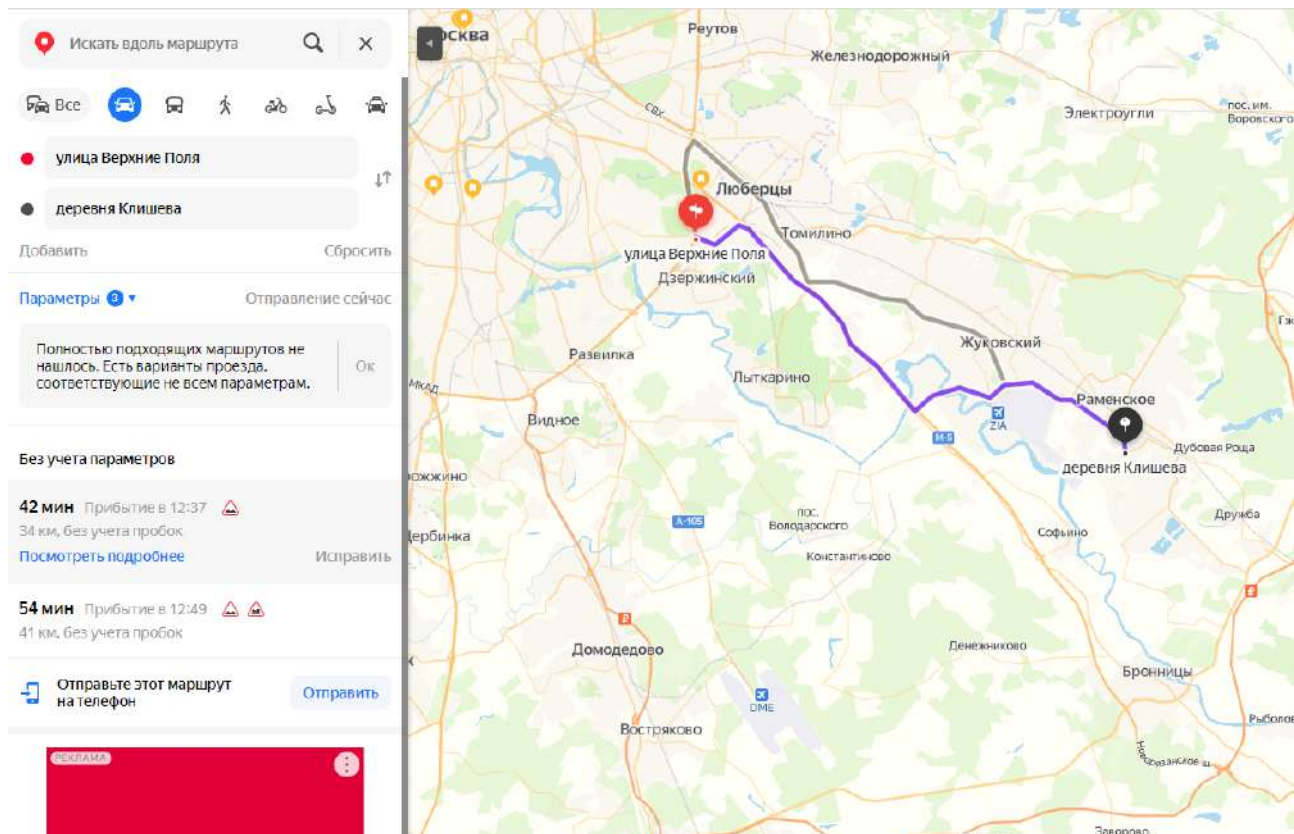 Искать вдоль маршрута
Все
улица Верхние Поля
деревня Клишева
Добавить
Сбросить
Параметры 3
Отправление сейчас
Полностью подходящих маршрутов не
нашлось. Есть варианты проезда,
соответствующие не всем параметрам.
Ок
Без учета параметров
42 мин Прибытие в 12:37
34 км, без учета пробок
Посмотреть подробнее
Исправить
54 мин Прибытие в 12:49
41 км, без учета пробок
Отправьте этот маршрут
на телефон
Отправить
РЕКЛАМА
осква
Реутов
Железнодорожный
СВХ
Электроугли
пос. им.
Воровского
Люберцы
Томилино
улица Верхние Поля
Дзержинский
Жуковский
Развилка
Лыткарино
МКАД
Раменское
ZIA
Видное
М-5
Дубовая Роща
деревня Клишева
А-105
пос.
Володарского
Дружба
Софьино
Константиново
Щербинка
Домодедово
Денежниково
Бронницы
DME
Востряково
Новорязанское ш.
Заворово